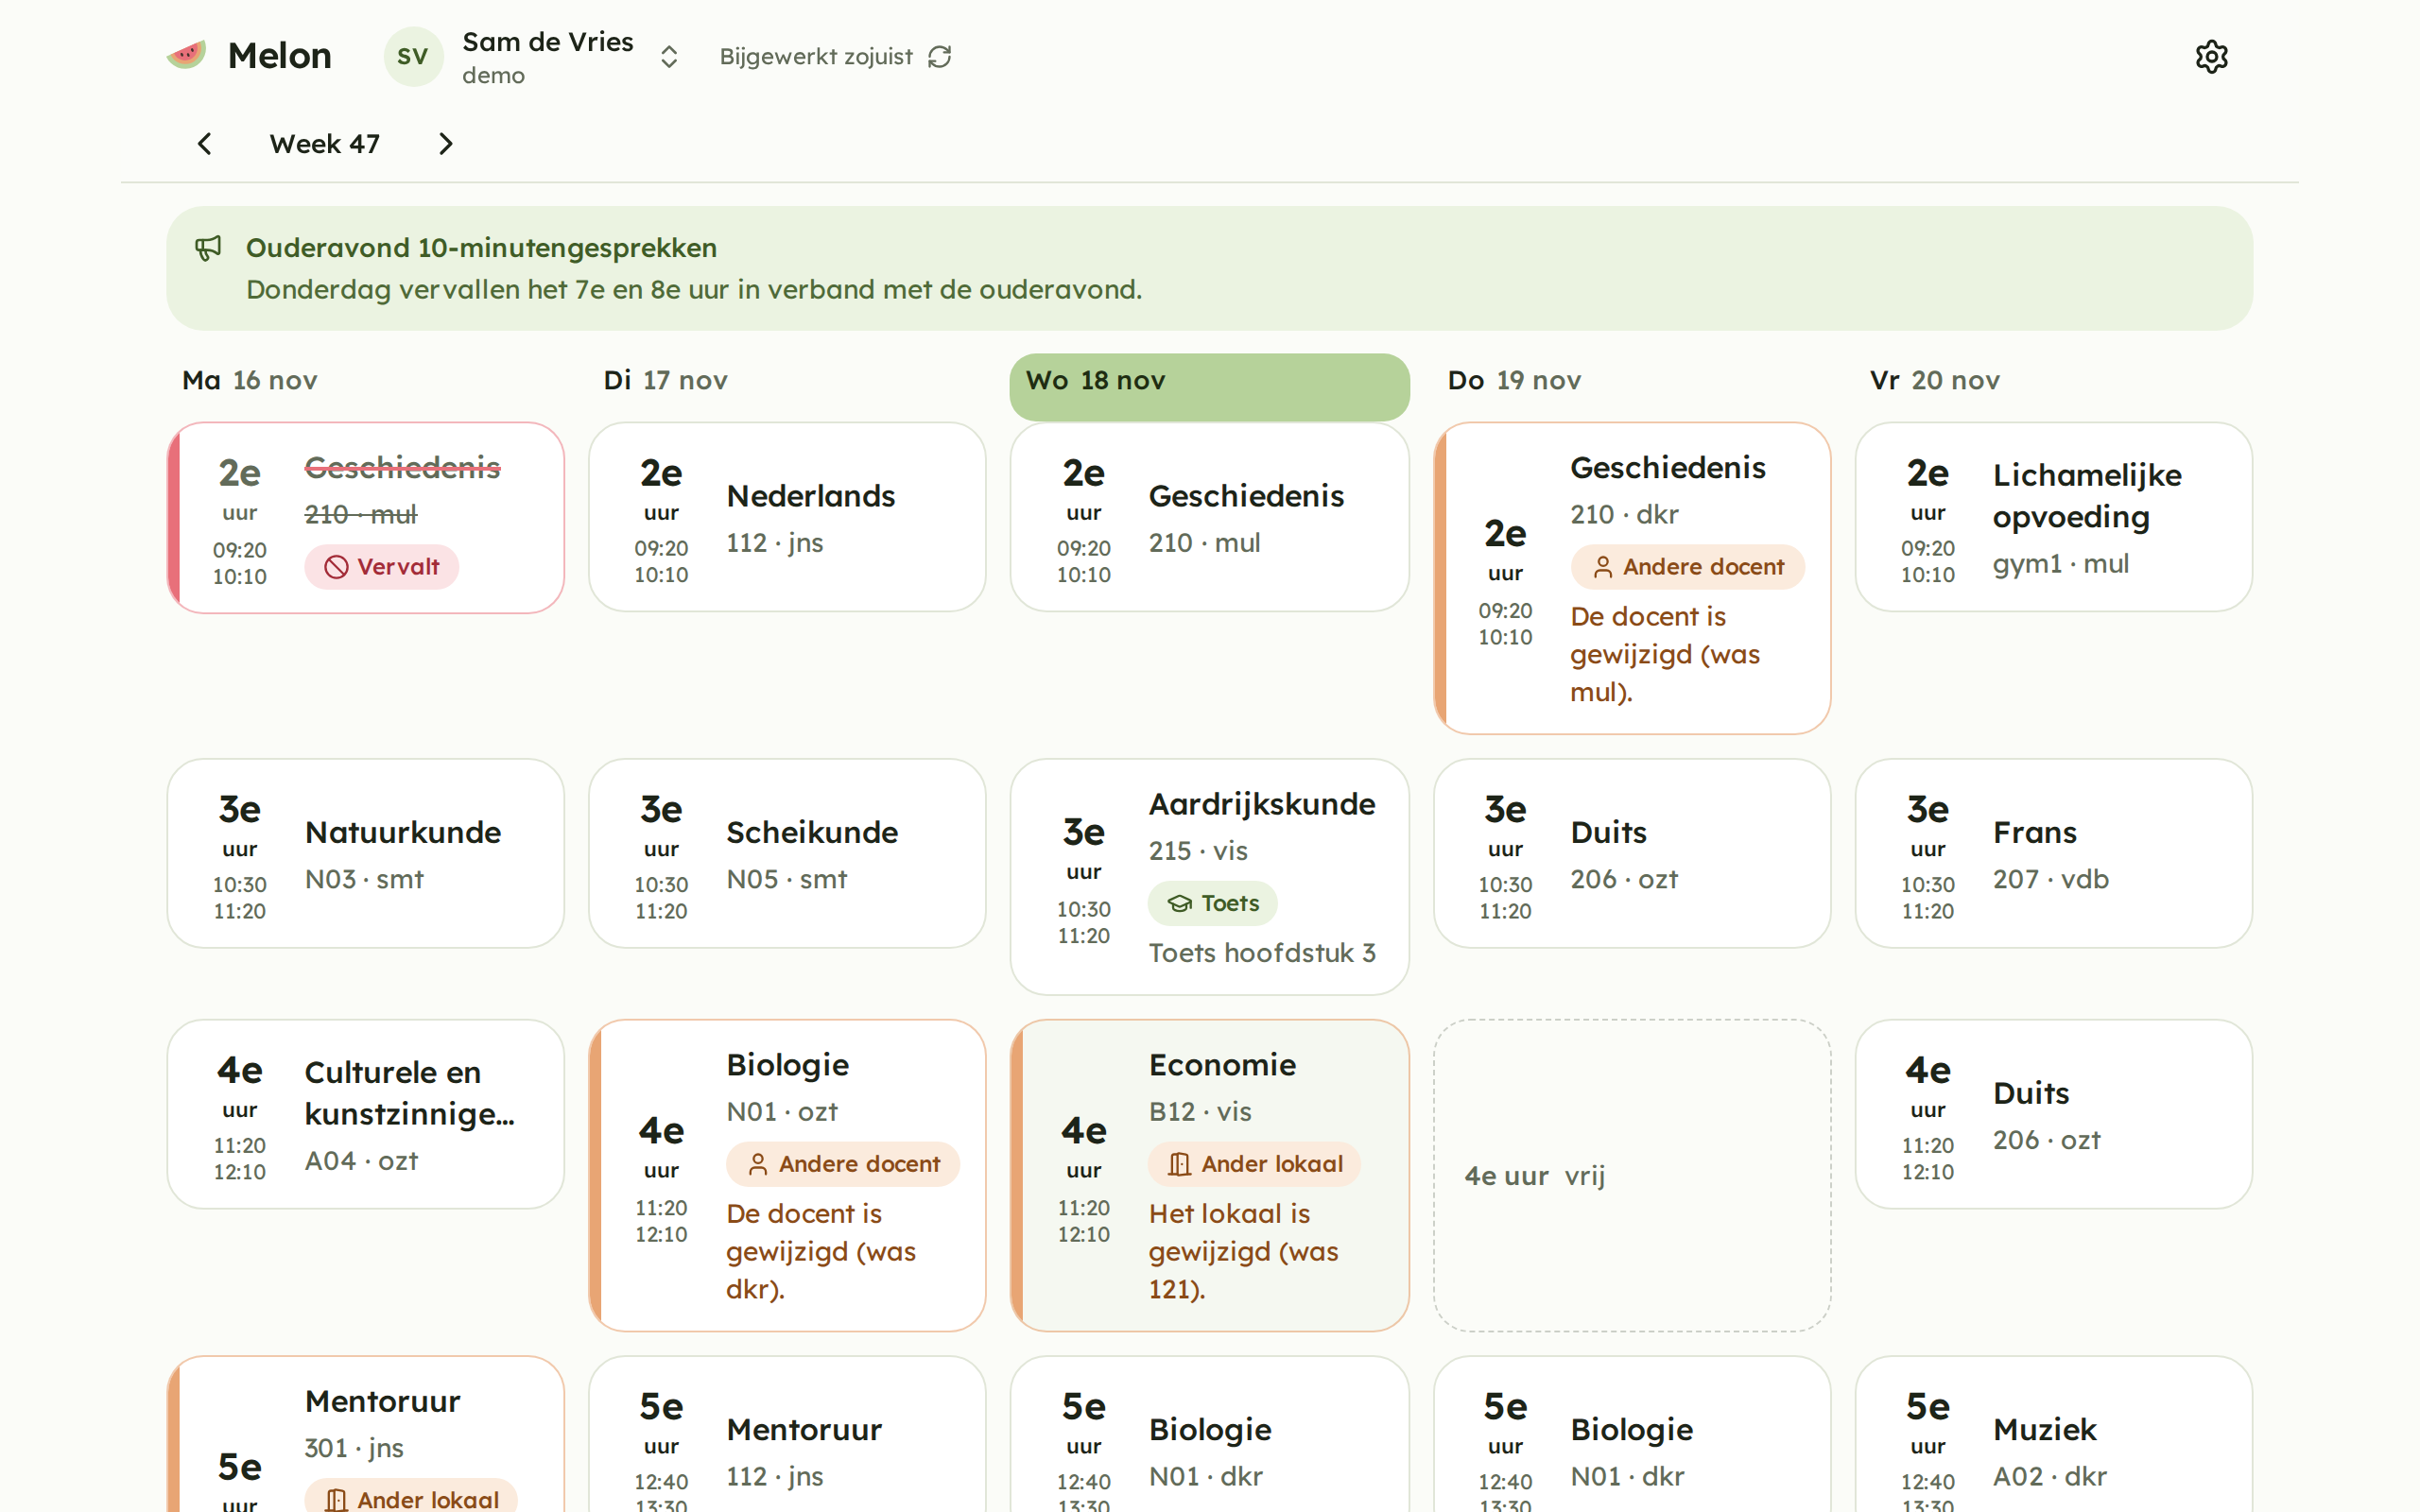 Melon
SV
Sam de Vries
demo
Bijgewerkt zojuist
Week 47
Ouderavond 10-minutengesprekken
Donderdag vervallen het 7e en 8e uur in verband met de ouderavond.
Ma 16 nov
Di 17 nov
Wo 18 nov
Do 19 nov
Vr 20 nov
2e
uur
09:20
10:10
Geschiedenis
210 · mul
Vervalt
2e
uur
09:20
10:10
Nederlands
112 · jns
2e
uur
09:20
10:10
Geschiedenis
210 · mul
2e
uur
09:20
10:10
Geschiedenis
210 · dkr
Andere docent
De docent is
gewijzigd (was
mul).
2e
uur
09:20
10:10
Lichamelijke
opvoeding
gym1 · mul
3e
uur
10:30
11:20
Natuurkunde
N03 · smt
3e
uur
10:30
11:20
Scheikunde
N05 · smt
3e
uur
10:30
11:20
Aardrijkskunde
215 · vis
Toets
Toets hoofdstuk 3
3e
uur
10:30
11:20
Duits
206 · ozt
3e
uur
10:30
11:20
Frans
207 · vdb
4e
uur
11:20
12:10
Culturele en
kunstzinnige...
A04 · ozt
4e
uur
11:20
12:10
Biologie
N01 · ozt
Andere docent
De docent is
gewijzigd (was
dkr).
4e
uur
11:20
12:10
Economie
B12 · vis
Ander lokaal
Het lokaal is
gewijzigd (was
121).
4e uur vrij
4e
uur
11:20
12:10
Duits
206 · ozt
5e
uur
Mentoruur
301 · jns
Ander lokaal
5e
uur
12:40
13:30
Mentoruur
112 · jns
5e
uur
12:40
13:30
Biologie
N01 · dkr
5e
uur
12:40
13:30
Biologie
N01 · dkr
5e
uur
12:40
13:30
Muziek
A02 · dkr